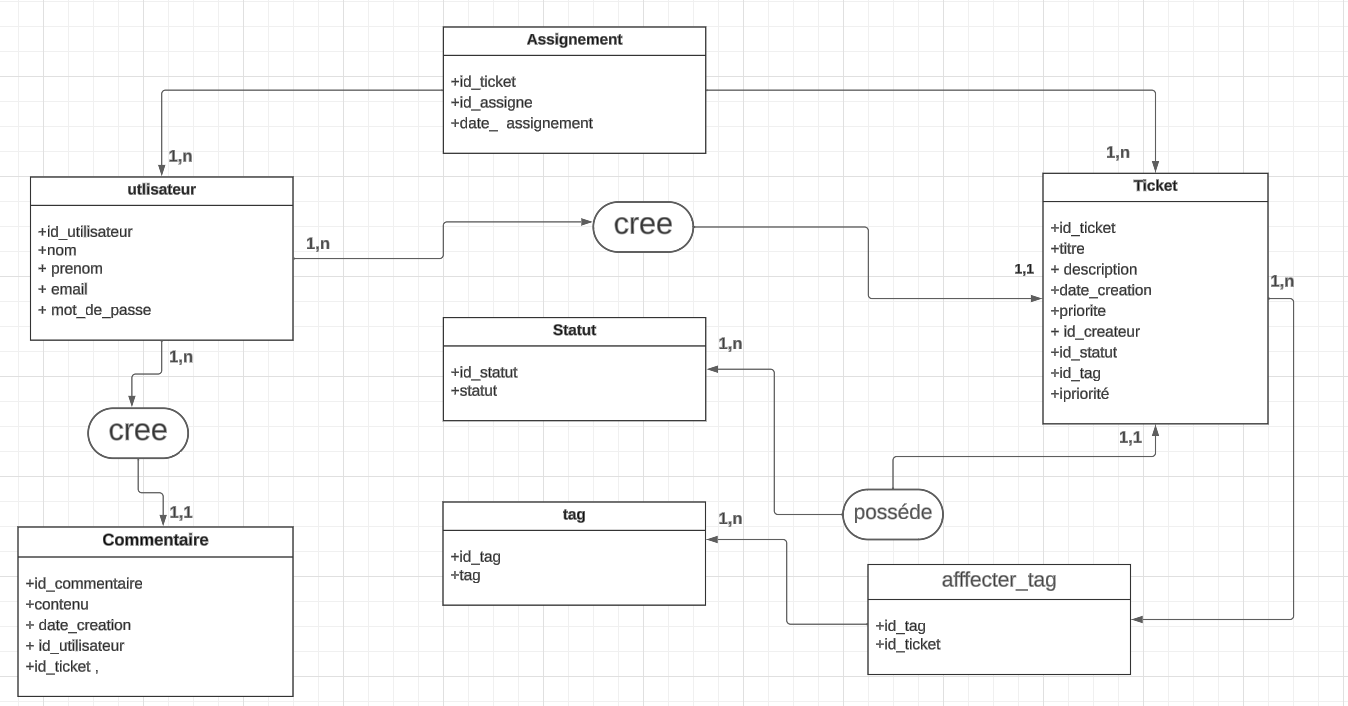 Assignement
+id_ticket
+id_assigne
+date_ assignement
1,n
1,n
utlisateur
+id_utilisateur
+nom
+ prenom
+ email
+ mot_de_passe
1,n
cree
1,1
Ticket
+id_ticket
+titre
+ description
+date_creation
+priorite
+ id_createur
+id_statut
+id_tag
+ipriorité
1,n
1,n
cree
1,1
Statut
+id_statut
+statut
1,n
1,1
posséde
Commentaire
+id_commentaire
+contenu
+ date_creation
+ id_utilisateur
+id_ticket ,
tag
+id_tag
+tag
1,n
afffecter_tag
+id_tag
+id_ticket